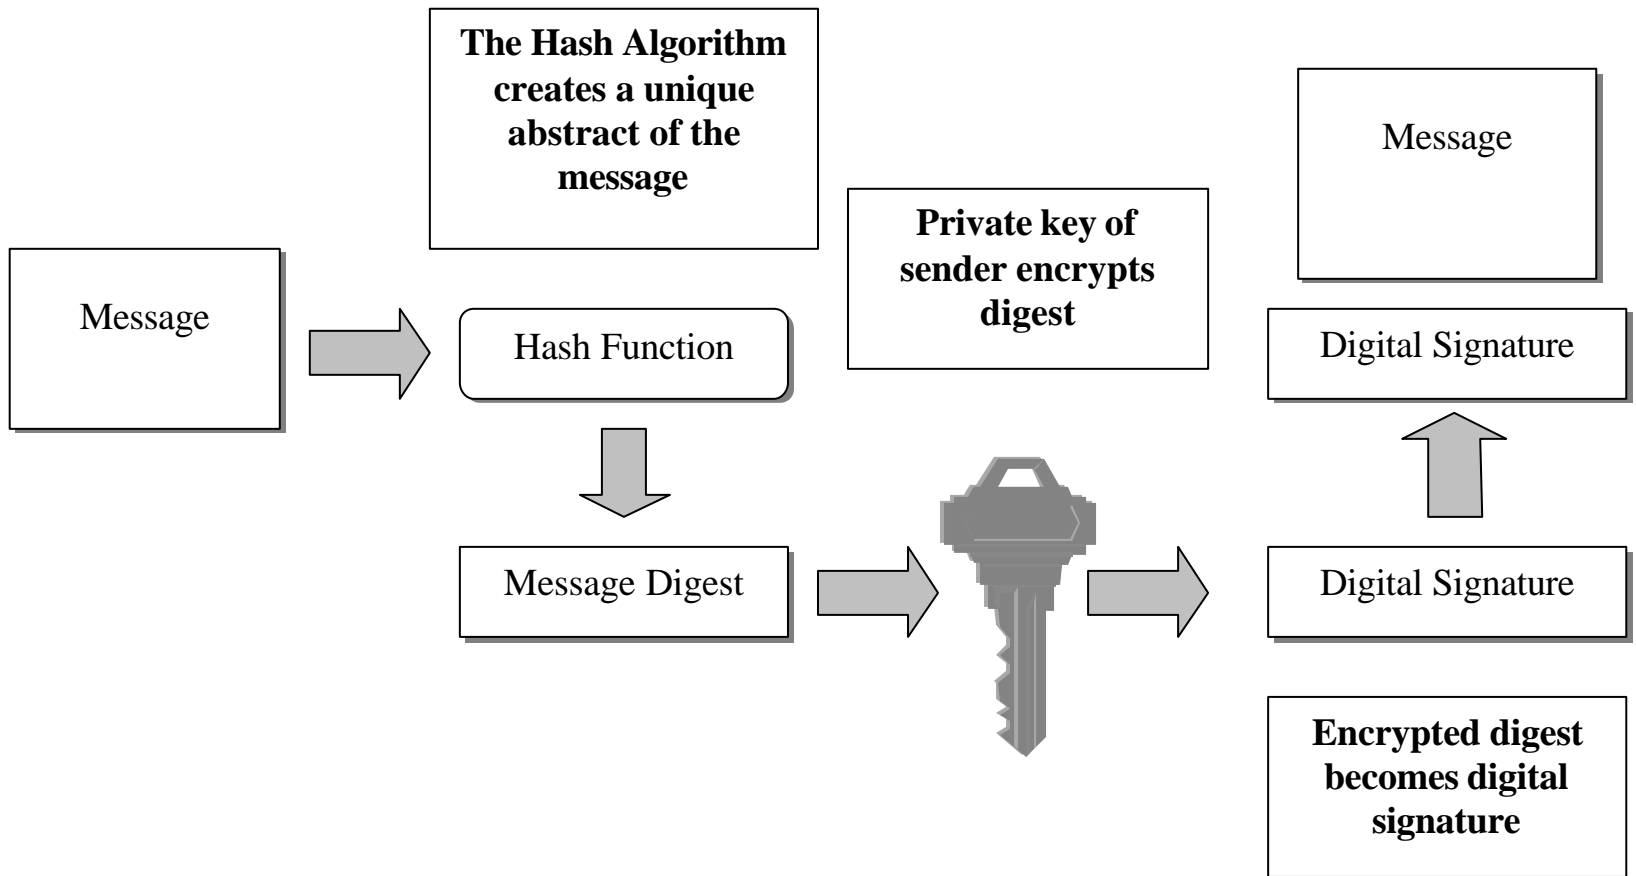 The Hash Algorithm
creates a unique
abstract of the
message
Message
Private key of
sender encrypts
digest
Message
Hash Function
Digital Signature
Message Digest
Digital Signature
Encrypted digest
becomes digital
signature